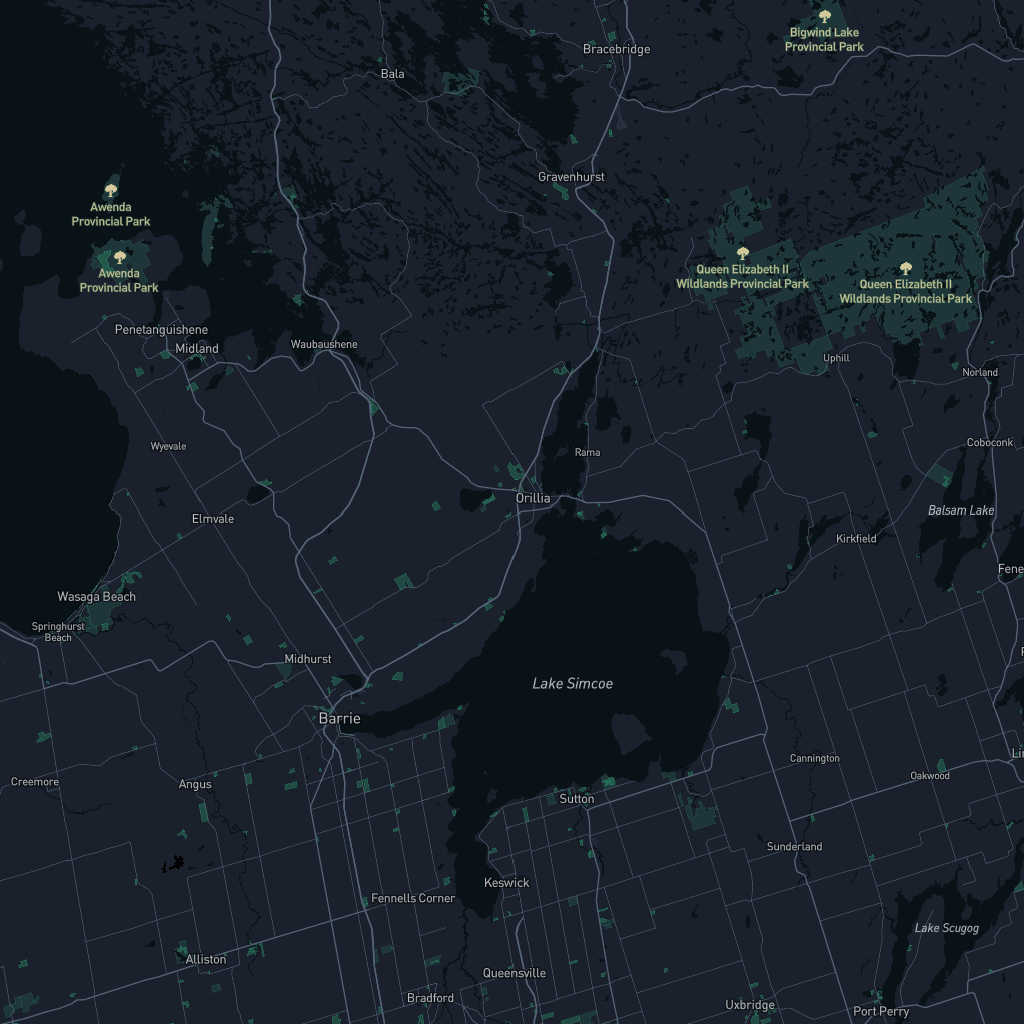 Bigwind Lake
Provincial Park
Bracebridge
Bala
Gravenhurst
Awenda
Provincial Park
Awenda
Provincial Park
Queen Elizabeth II
Wildlands Provincial Park
Queen Elizabeth II
Wildlands Provincial Park
Penetanguishene
Midland
Waubaushene
Uphill
Norland
Wyevale
Rama
Coboconk
Orillia
Elmvale
Balsam Lake
Kirkfield
Fene
Wasaga Beach
Springhurst
Beach
Midhurst
Lake Simcoe
Barrie
Cannington
Oakwood
Creemore
Angus
Sutton
Sunderland
Keswick
Fennells Corner
Lake Scugog
Alliston
Queensville
Bradford
Uxbridge
Port Perry